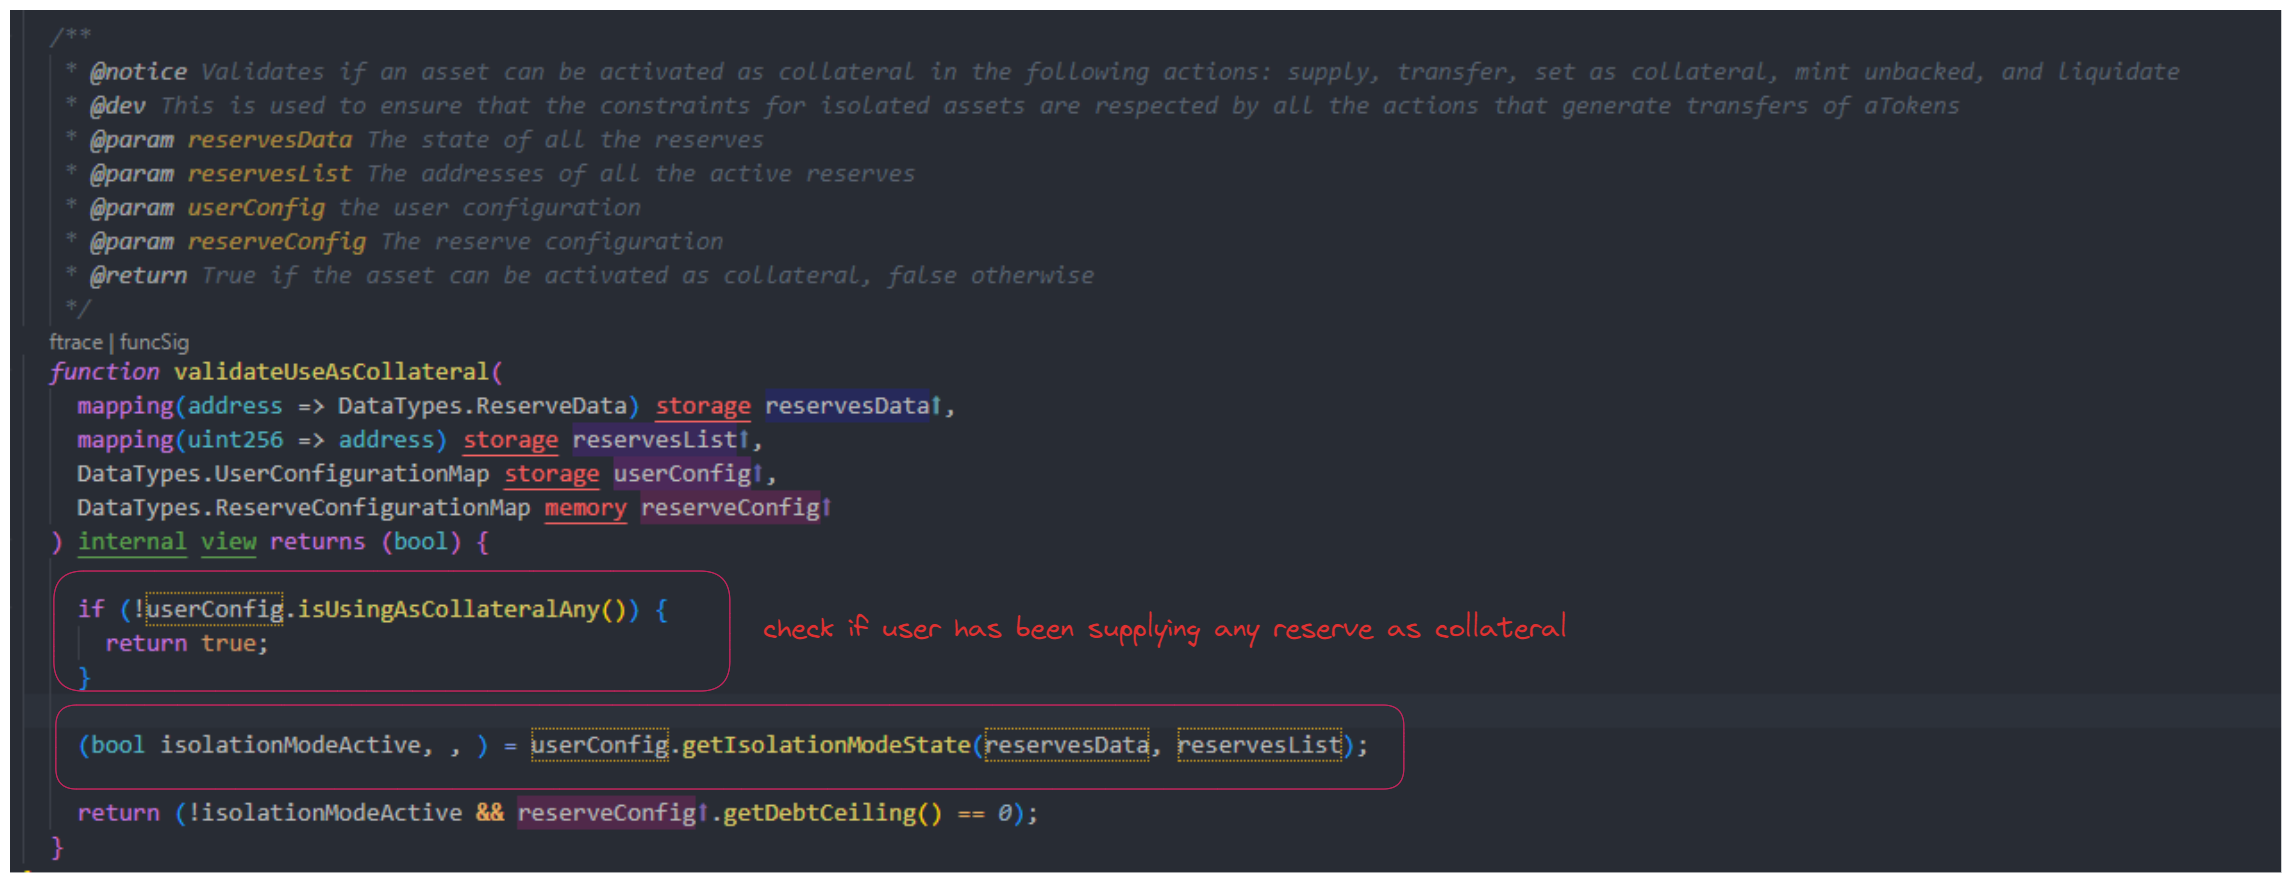 /**
* @notice Validates if an asset can be activated as collateral in the following actions: supply, transfer, set as collateral, mint unbacked, and liquidate
* @dev This is used to ensure that the constraints for isolated assets are respected by all the actions that generate transfers of aTokens
* @param reservesData The state of all the reserves
* @param reservesList The addresses of all the active reserves
* @param userConfig the user configuration
* @param reserveConfig The reserve configuration
* @return True if the asset can be activated as collateral, false otherwise
*/
ftrace | funcSig
function validateUseAsCollateral(
mapping(address => DataTypes.ReserveData) storage reservesData↑,
mapping(uint256 => address) storage reservesList↑,
DataTypes.UserConfigurationMap storage userConfig↑,
DataTypes.ReserveConfigurationMap memory reserveConfig↑
) internal view returns (bool) {
if (!userConfig.isUsingAsCollateralAny()) {
return true;
check if user has been supplying any reserve as collateral
}
(bool isolationModeActive, , ) = userConfig.getIsolationModeState(reservesData, reservesList);
return (!isolationModeActive && reserveConfig↑.getDebtCeiling() == 0);
}